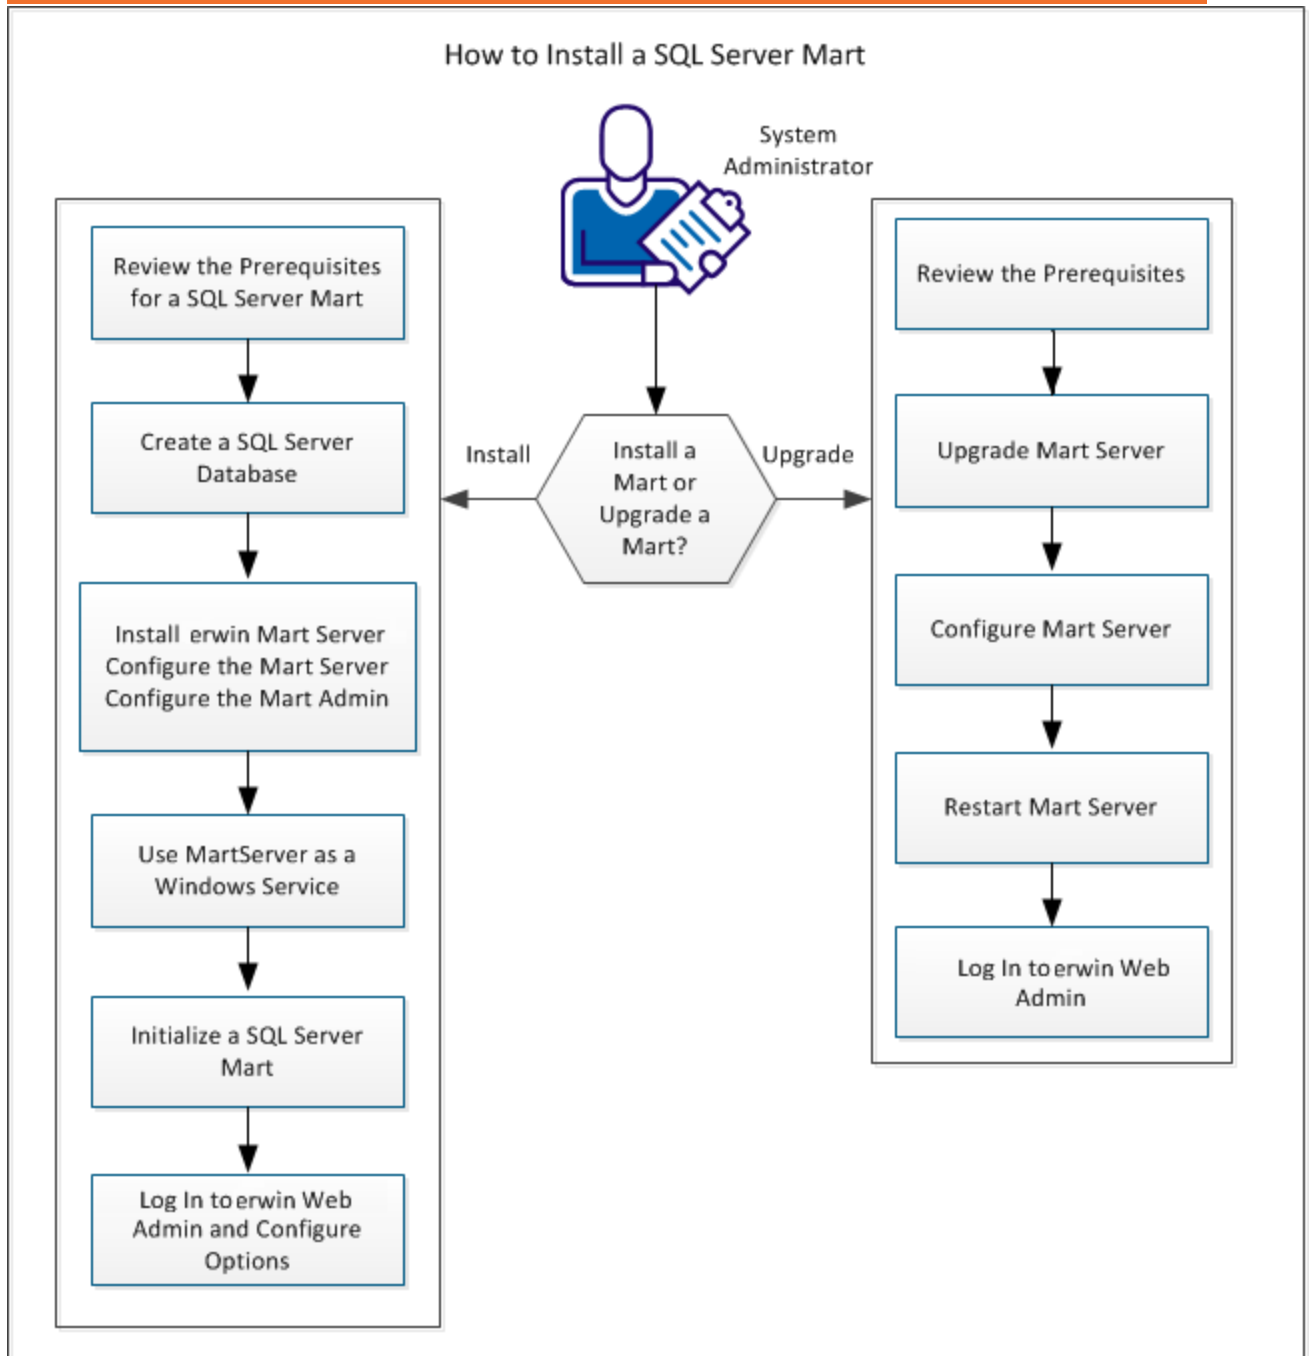 How to Install a SQL Server Mart
System
Administrator
Review the Prerequisites
for a SQL Server Mart
Create a SQL Server
Database
Install erwin Mart Server
Configure the Mart Server
Configure the Mart Admin
Use MartServer as a
Windows Service
Initialize a SQL Server
Mart
Log In to erwin Web
Admin and Configure
Options
Install
Install a
Mart or
Upgrade a
Mart?
Upgrade
Review the Prerequisites
Upgrade Mart Server
Configure Mart Server
Restart Mart Server
Log In to erwin Web
Admin